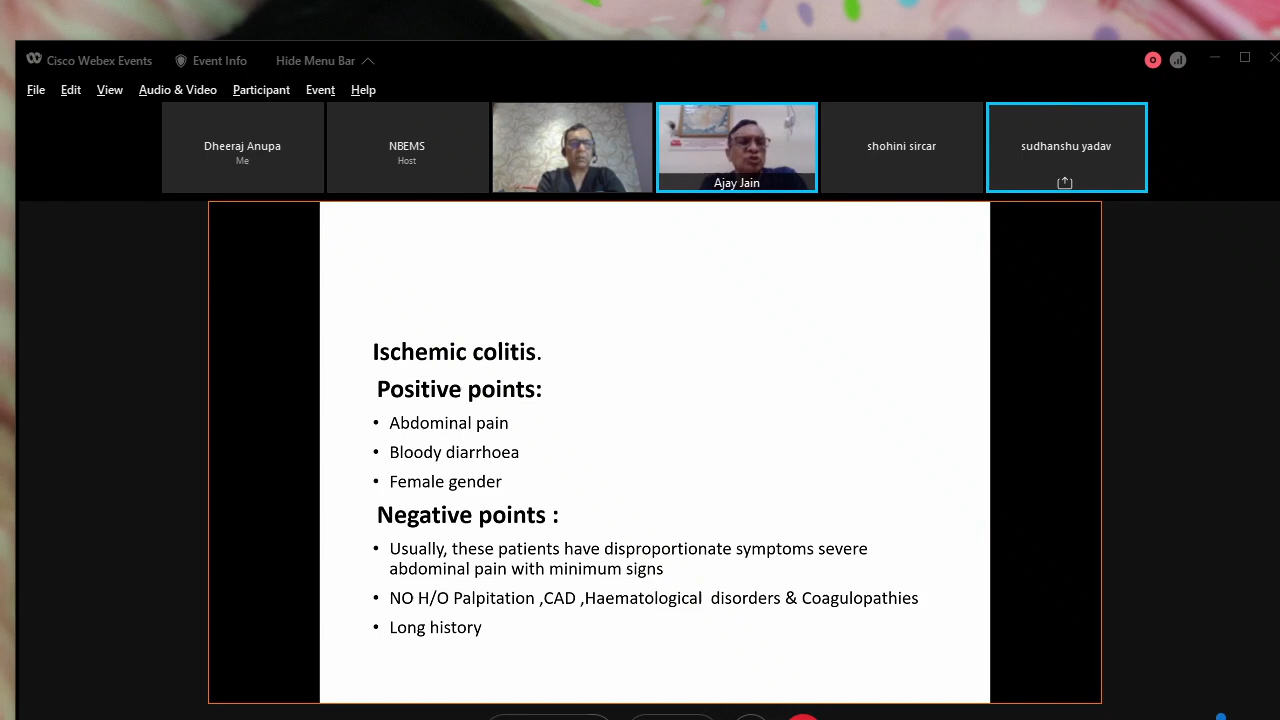 Cisco Webex Events
Event Info
Hide Menu Bar
File Edit View Audio & Video Participant Event Help
Dheeraj Anupa
Me
NBEMS
Host
Ajay Jain
shohini sircar
sudhanshu yadav
Ischemic colitis.
Positive points:
• Abdominal pain
• Bloody diarrhoea
• Female gender
Negative points :
• Usually, these patients have disproportionate symptoms severe
abdominal pain with minimum signs
• NO H/O Palpitation ,CAD ,Haematological disorders & Coagulopathies
• Long history